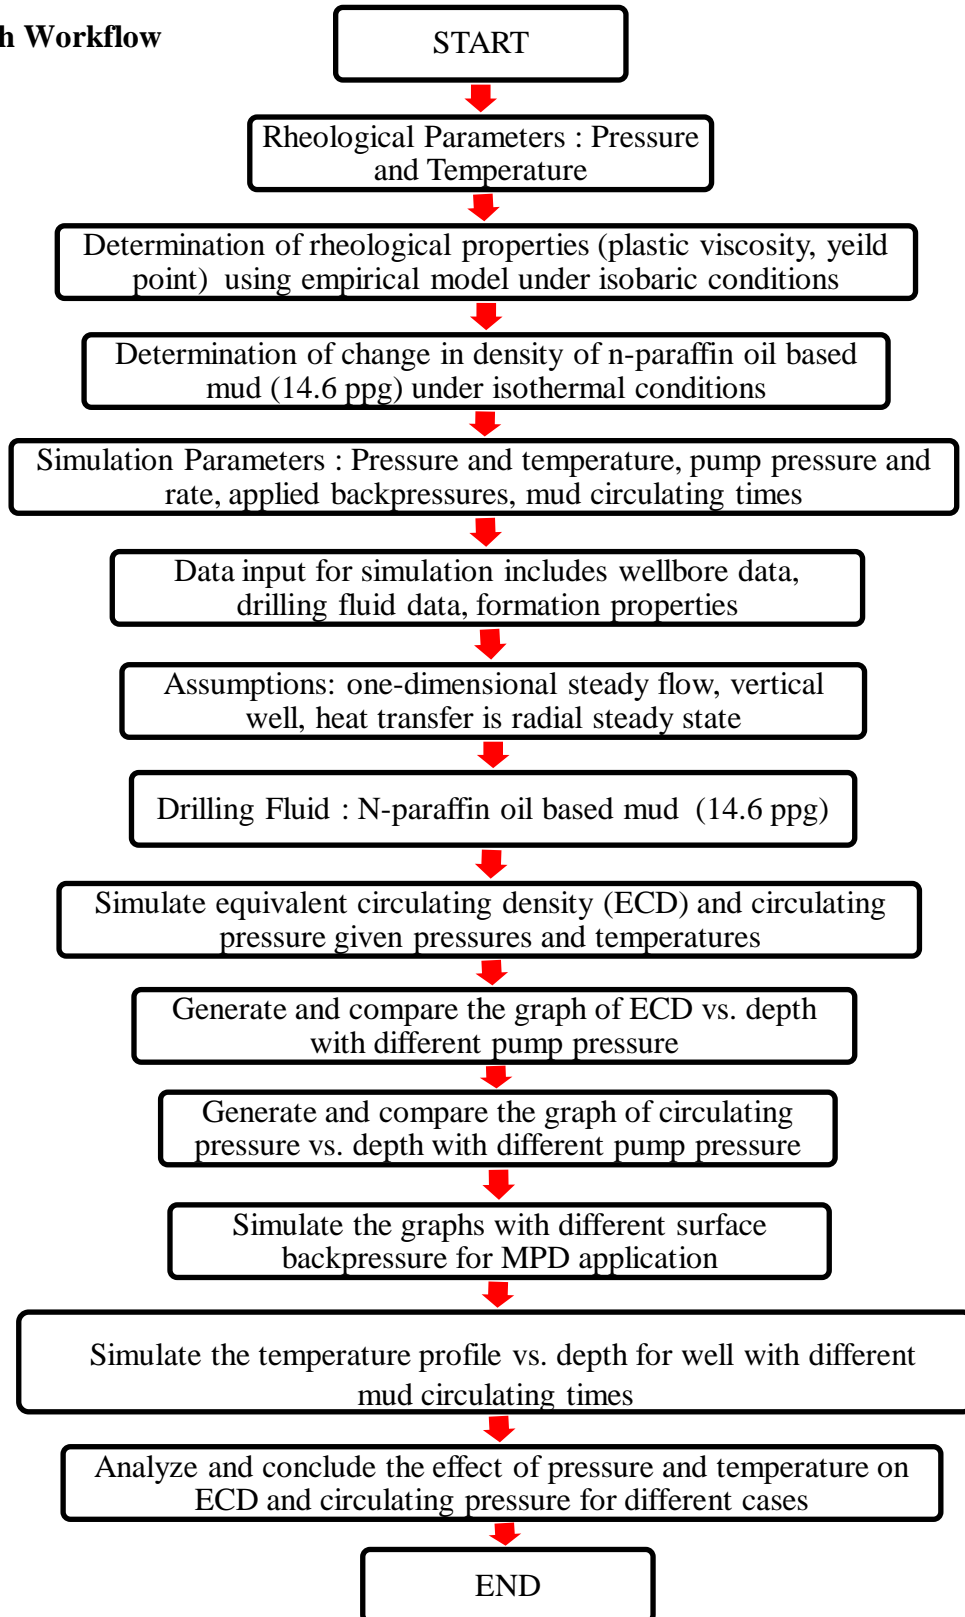 h Workflow
START
Rheological Parameters : Pressure
and Temperature
Determination of rheological properties (plastic viscosity, yeild
point)  using empirical model under isobaric conditions
Determination of change in density of n-paraffin oil based
mud (14.6 ppg) under isothermal conditions
Simulation Parameters : Pressure and temperature, pump pressure and
rate, applied backpressures, mud circulating times
Data input for simulation includes wellbore data,
drilling fluid data, formation properties
Assumptions: one-dimensional steady flow, vertical
well, heat transfer is radial steady state
Drilling Fluid : N-paraffin oil based mud  (14.6 ppg)
Simulate equivalent circulating density (ECD) and circulating
pressure given pressures and temperatures
Generate and compare the graph of ECD vs. depth
with different pump pressure
Generate and compare the graph of circulating
pressure vs. depth with different pump pressure
Simulate the graphs with different surface
backpressure for MPD application
Simulate the temperature profile vs. depth for well with different
mud circulating times
Analyze and conclude the effect of pressure and temperature on
ECD and circulating pressure for different cases
END